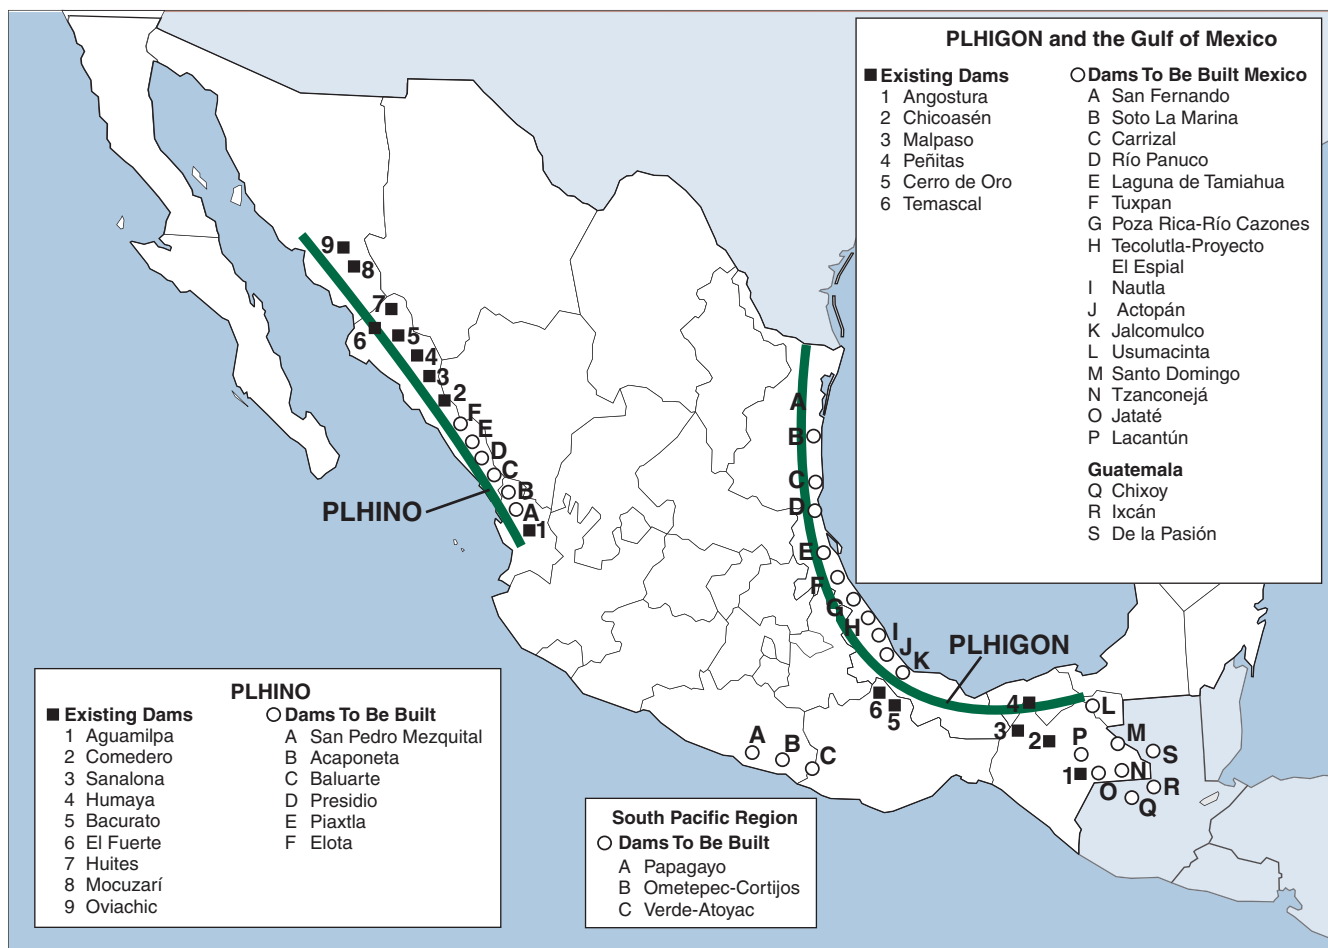 PLHIGON and the Gulf of Mexico
Existing Dams
1 Angostura
2 Chicoasén
3 Malpaso
4 Peñitas
5 Cerro de Oro
6 Temascal
Dams To Be Built Mexico
A San Fernando
B Soto La Marina
C Carrizal
D Río Panuco
E Laguna de Tamiahua
F Tuxpan
G Poza Rica-Río Cazones
H Tecolutla-Proyecto
El Espial
I Nautla
J Actopán
K Jalcomulco
L Usumacinta
M Santo Domingo
N Tzanconejá
O Jataté
P Lacantún
Guatemala
Q Chixoy
R Ixcán
S De la Pasión
9
8
7
6
5
4
3
2
F
E
D
C
B
A
1
PLHINO
A
B
C
D
E
F
G
H
I
J
K
PLHIGON
6
5
4
3
2
1
L
M
S
P
N
O
R
Q
A
B
C
PLHINO
Existing Dams
1 Aguamilpa
2 Comedero
3 Sanalona
4 Humaya
5 Bacurato
6 El Fuerte
7 Huites
8 Mocuzarí
9 Oviachic
Dams To Be Built
A San Pedro Mezquital
B Acaponeta
C Baluarte
D Presidio
E Piaxtla
F Elota
South Pacific Region
Dams To Be Built
A Papagayo
B Ometepec-Cortijos
C Verde-Atoyac